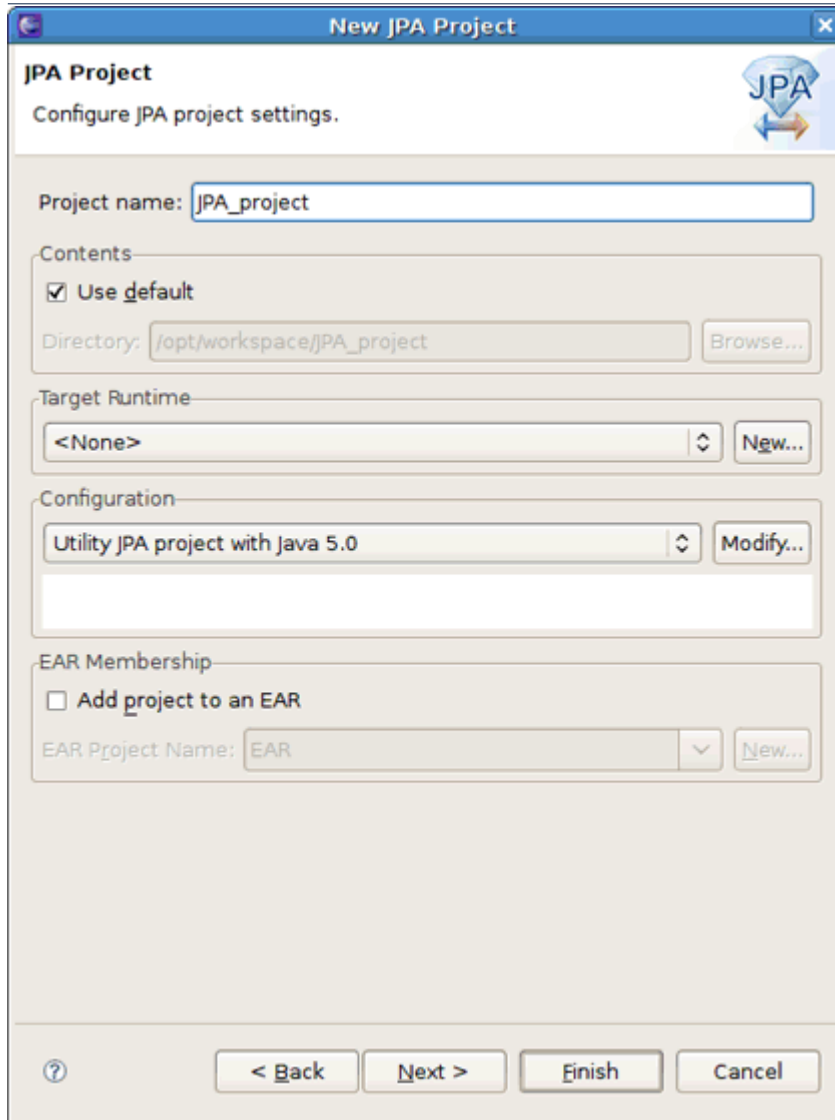 New JPA Project
JPA Project
Configure JPA project settings.
JPA
Project name: JPA_project
Contents
Use default
Directory: /opt/workspace/JPA_project Browse...
Target Runtime
<None> New...
Configuration
Utility JPA project with Java 5.0 Modify...
EAR Membership
Add project to an EAR
EAR Project Name: EAR New...
? < Back Next > Finish Cancel